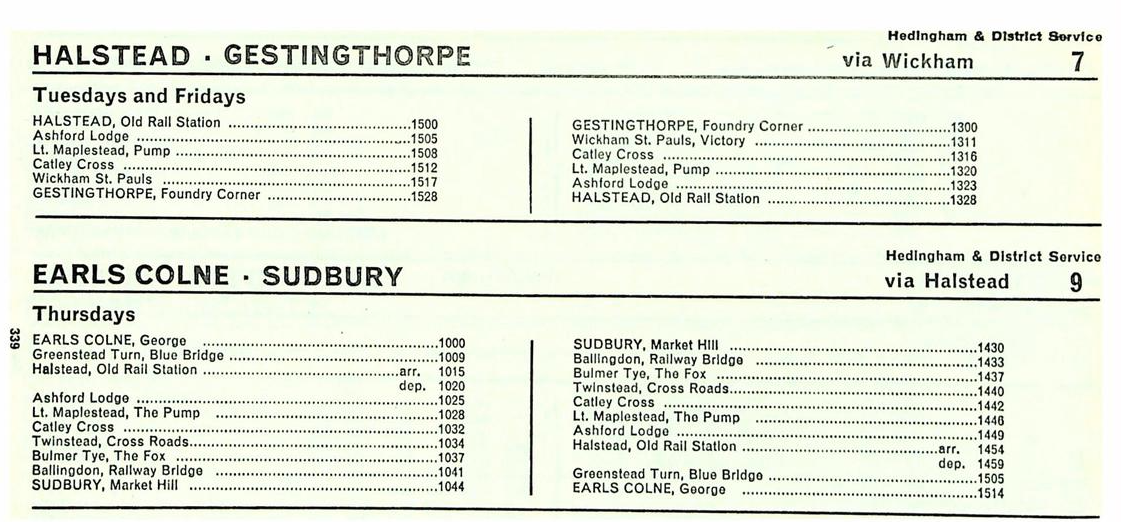 Hedingham & District Service
HALSTEAD · GESTINGTHORPE via Wickham 7
Tuesdays and Fridays
HALSTEAD, Old Rail Station ........................................1500
Ashford Lodge ........................................1505
Lt. Maplestead, Pump ........................................1508
Catley Cross ........................................1512
Wickham St. Pauls ........................................1517
GESTINGTHORPE, Foundry Corner ........................................1528
GESTINGTHORPE, Foundry Corner ........................................1300
Wickham St. Pauls, Victory ........................................1311
Catley Cross ........................................1316
Lt. Maplestead, Pump ........................................1320
Ashford Lodge ........................................1323
HALSTEAD, Old Rail Station ........................................1328
Hedingham & District Service
EARLS COLNE · SUDBURY via Halstead 9
Thursdays
EARLS COLNE, George ........................................1000
Greenstead Turn, Blue Bridge ........................................1009
Halstead, Old Rail Station ........................................arr. 1015
dep. 1020
Ashford Lodge ........................................1025
Lt. Maplestead, The Pump ........................................1028
Catley Cross ........................................1032
Twinstead, Cross Roads........................................1034
Bulmer Tye, The Fox ........................................1037
Ballingdon, Railway Bridge ........................................1041
SUDBURY, Market Hill ........................................1044
SUDBURY, Market Hill ........................................1430
Ballingdon, Railway Bridge ........................................1433
Bulmer Tye, The Fox ........................................1437
Twinstead, Cross Roads........................................1440
Catley Cross ........................................1442
Lt. Maplestead, The Pump ........................................1446
Ashford Lodge ........................................1449
Halstead, Old Rail Station ........................................arr. 1454
dep. 1459
Greenstead Turn, Blue Bridge ........................................1505
EARLS COLNE, George ........................................1514
339